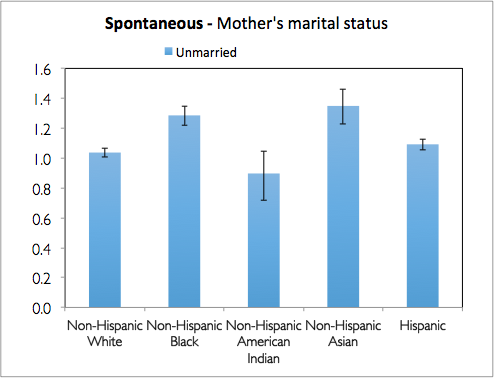 Spontaneous - Mother's marital status
Unmarried
1.6
1.4
1.2
1.0
0.8
0.6
0.4
0.2
0.0
Non-Hispanic White
Non-Hispanic Black
Non-Hispanic American Indian
Non-Hispanic Asian
Hispanic